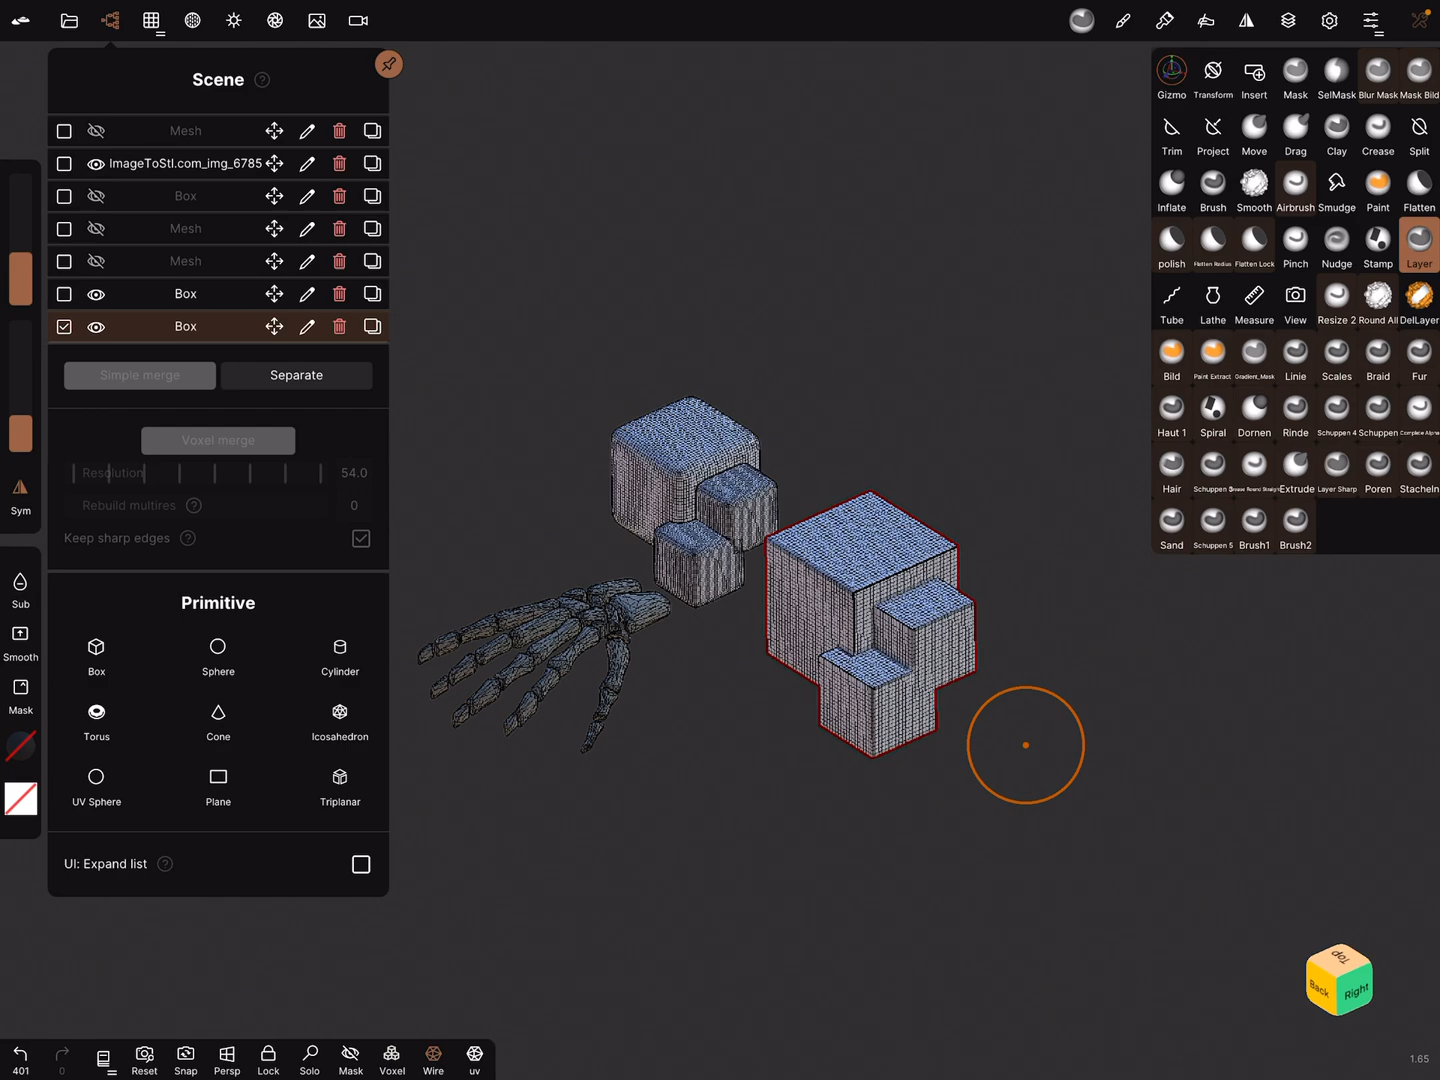 Scene
Mesh
ImageToStl.com_img_6785
Box
Mesh
Mesh
Box
Box
Simple merge
Separate
Voxel merge
Resolution
54.0
Rebuild multires
0
Keep sharp edges
Primitive
Box
Sphere
Cylinder
Torus
Cone
Icosahedron
UV Sphere
Plane
Triplanar
UI: Expand list
Sym
Sub
Smooth
Mask
Gizmo
Transform
Insert
Mask
SelMask
Blur Mask
Mask Bild
Trim
Project
Move
Drag
Clay
Crease
Split
Inflate
Brush
Smooth
Airbrush
Smudge
Paint
Flatten
polish
Flatten Radius
Flatten Lock
Pinch
Nudge
Stamp
Layer
Tube
Lathe
Measure
View
Resize 2
Round All
DelLayer
Bild
Paint Extract
Gradient_Mask
Linie
Scales
Braid
Fur
Haut 1
Spiral
Dornen
Rinde
Schuppen 4
Schuppen
Hair
Extrude
Layer Sharp
Poren
Stacheln
Sand
Schuppen 5
Brush1
Brush2
Top
Back
Right
1.65
401
0
Reset
Snap
Persp
Lock
Solo
Mask
Voxel
Wire
uv